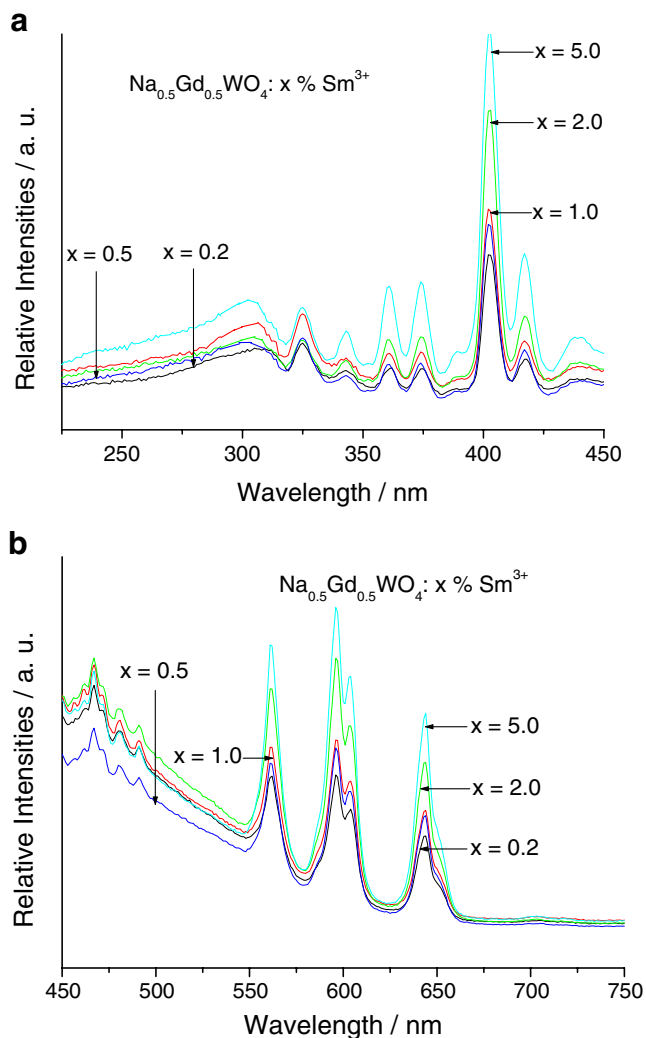 a
Na0.5Gd0.5WO4: x % Sm3+
x = 5.0
x = 2.0
x = 1.0
x = 0.5
x = 0.2
Relative Intensities / a. u.
250 300 350 400 450
Wavelength / nm
b
Na0.5Gd0.5WO4: x % Sm3+
x = 0.5
x = 1.0
x = 5.0
x = 2.0
x = 0.2
Relative Intensities / a. u.
450 500 550 600 650 700 750
Wavelength / nm